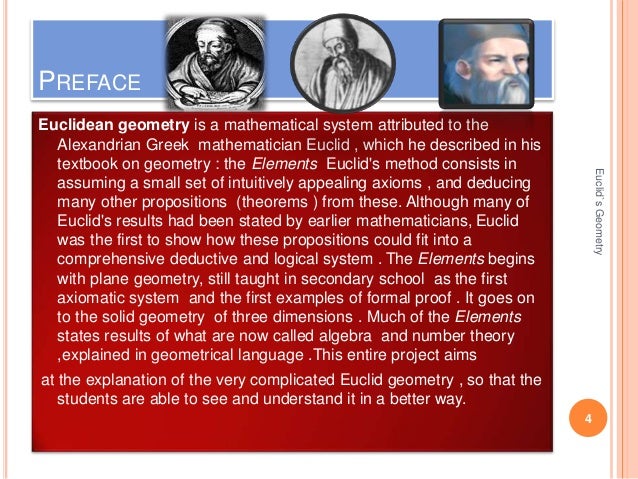 PREFACE
Euclidean geometry is a mathematical system attributed to the
Alexandrian Greek mathematician Euclid , which he described in his
textbook on geometry : the Elements Euclid's method consists in
assuming a small set of intuitively appealing axioms , and deducing
many other propositions (theorems ) from these. Although many of
Euclid's results had been stated by earlier mathematicians, Euclid
was the first to show how these propositions could fit into a
comprehensive deductive and logical system . The Elements begins
with plane geometry, still taught in secondary school as the first
axiomatic system and the first examples of formal proof . It goes on
to the solid geometry of three dimensions . Much of the Elements
states results of what are now called algebra and number theory
,explained in geometrical language .This entire project aims
at the explanation of the very complicated Euclid geometry , so that the
students are able to see and understand it in a better way.
Euclid`s Geometry
4